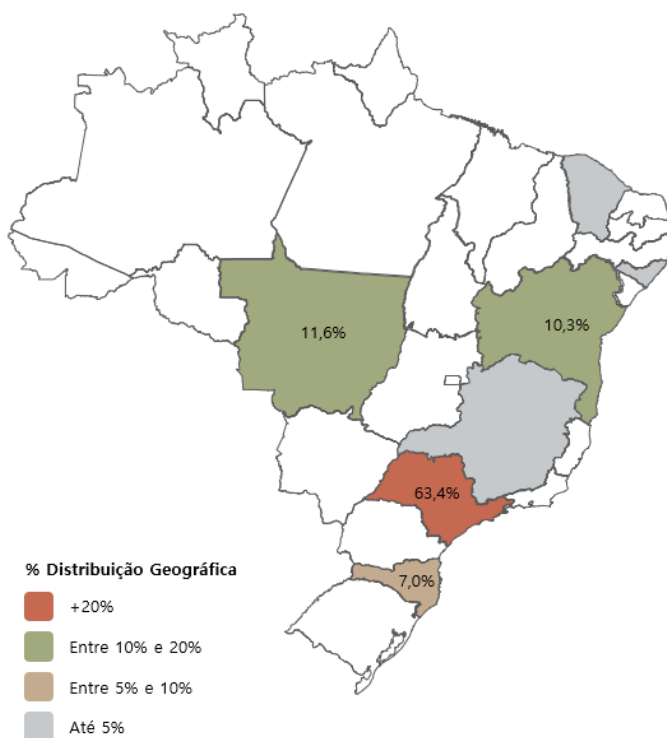 10,3%
11,6%
63,4%
7,0%
% Distribuição Geográfica
+20%
Entre 10% e 20%
Entre 5% e 10%
Até 5%